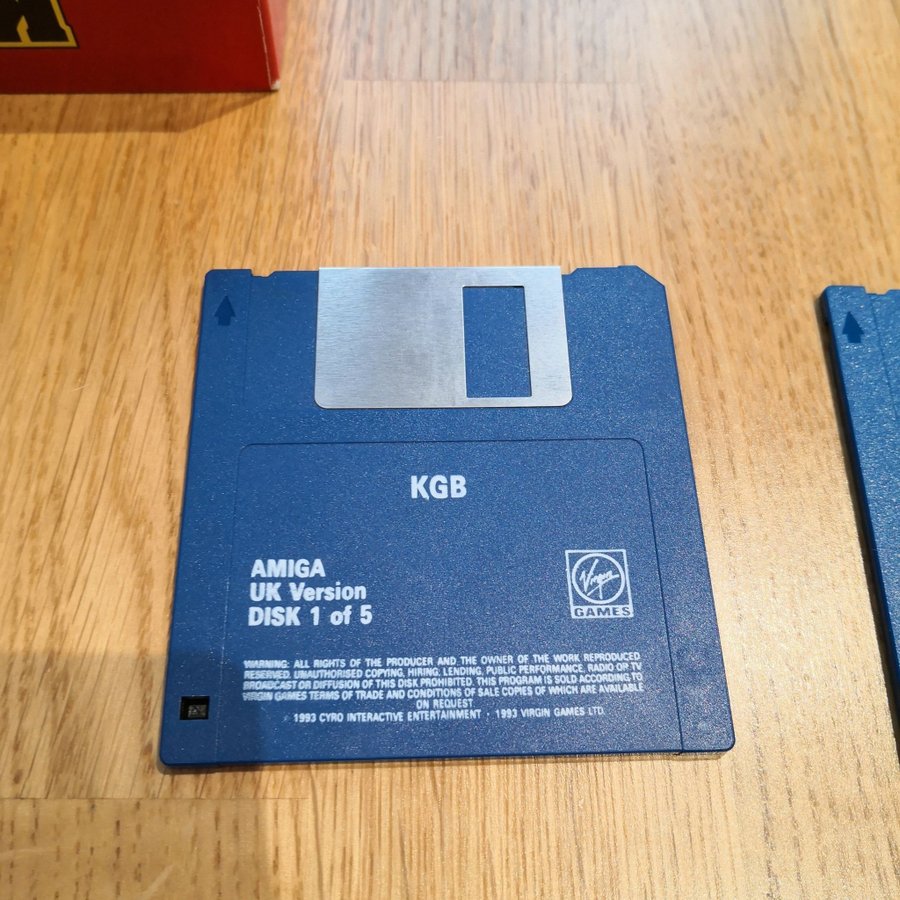 KGB
AMIGA
UK Version
DISK 1 of 5
Virgin
GAMES
WARNING: ALL RIGHTS OF THE PRODUCER AND THE OWNER OF THE WORK REPRODUCED
RESERVED. UNAUTHORISED COPYING, HIRING, LENDING, PUBLIC PERFORMANCE, RADIO OR TV
BROADCAST OR DIFFUSION OF THIS DISK PROHIBITED. THIS PROGRAM IS SOLD ACCORDING TO
VIRGIN GAMES TERMS OF TRADE AND CONDITIONS OF SALE COPIES OF WHICH ARE AVAILABLE
ON REQUEST
© 1993 CYRO INTERACTIVE ENTERTAINMENT · 1993 VIRGIN GAMES LTD.